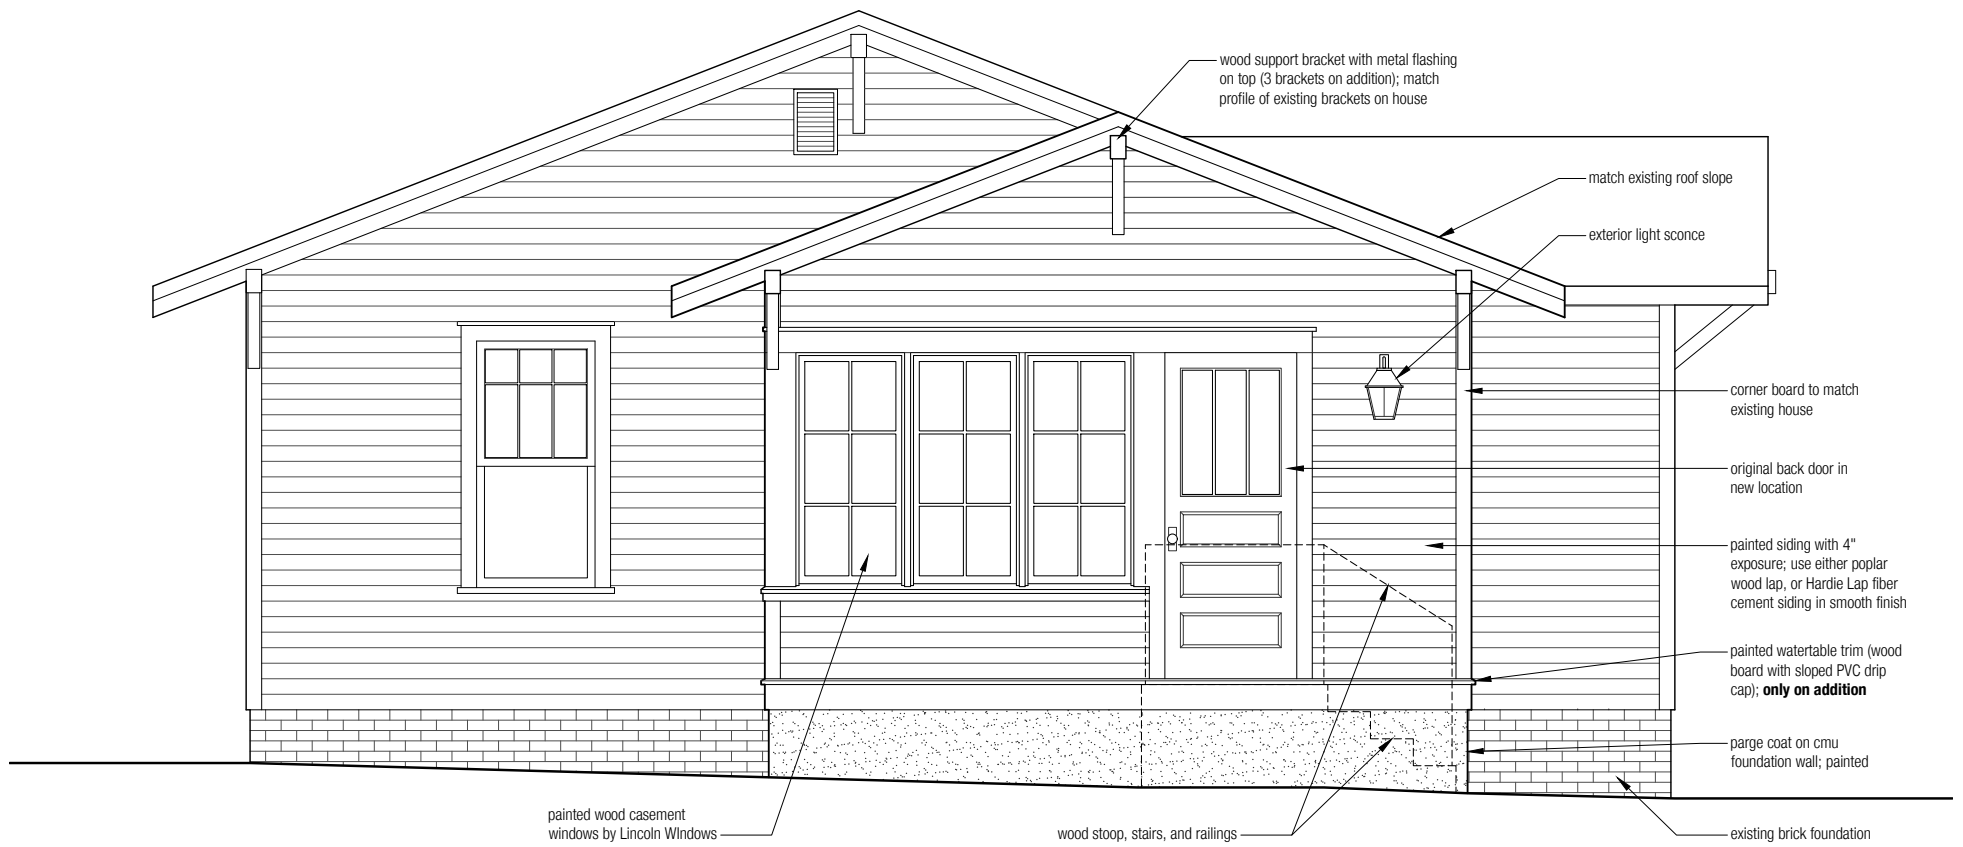 wood support bracket with metal flashing
on top (3 brackets on addition); match
profile of existing brackets on house
match existing roof slope
exterior light sconce
corner board to match
existing house
original back door in
new location
painted siding with 4"
exposure; use either poplar
wood lap, or Hardie Lap fiber
cement siding in smooth finish
painted watertable trim (wood
board with sloped PVC drip
cap); only on addition
parge coat on cmu
foundation wall; painted
painted wood casement
windows by Lincoln WIndows
wood stoop, stairs, and railings
existing brick foundation